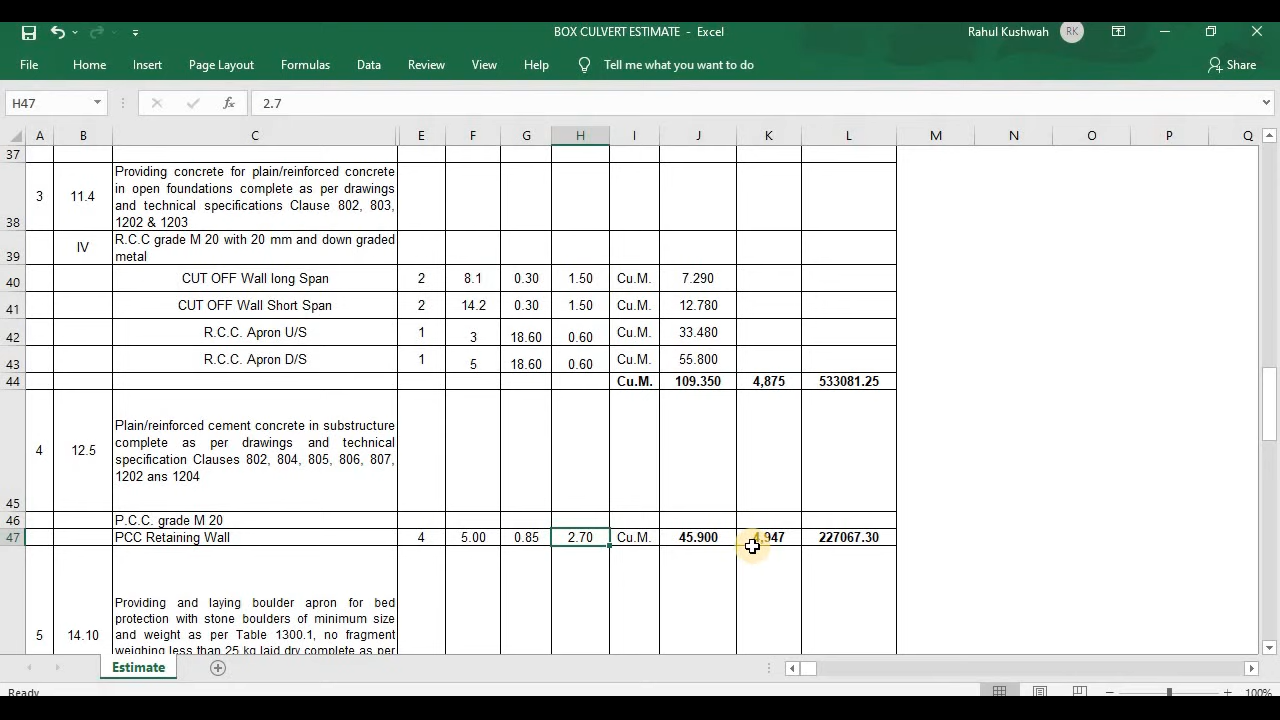 BOX CULVERT ESTIMATE - Excel
Rahul Kushwah RK
File Home Insert Page Layout Formulas Data Review View Help Tell me what you want to do Share
H47 fx 2.7
A B C E F G H I J K L M N O P Q
37
38 3 11.4 Providing concrete for plain/reinforced concrete
in open foundations complete as per drawings
and technical specifications Clause 802, 803,
1202 & 1203
39 IV R.C.C grade M 20 with 20 mm and down graded
metal
40 CUT OFF Wall long Span 2 8.1 0.30 1.50 Cu.M. 7.290
41 CUT OFF Wall Short Span 2 14.2 0.30 1.50 Cu.M. 12.780
42 R.C.C. Apron U/S 1 3 18.60 0.60 Cu.M. 33.480
43 R.C.C. Apron D/S 1 5 18.60 0.60 Cu.M. 55.800
44 Cu.M. 109.350 4,875 533081.25
45 4 12.5 Plain/reinforced cement concrete in substructure
complete as per drawings and technical
specification Clauses 802, 804, 805, 806, 807,
1202 ans 1204
46 P.C.C. grade M 20
47 PCC Retaining Wall 4 5.00 0.85 2.70 Cu.M. 45.900 4,947 227067.30
5 14.10 Providing and laying boulder apron for bed
protection with stone boulders of minimum size
and weight as per Table 1300.1, no fragment
weighing less than 25 kg laid dry complete as per
Estimate
Ready 100%